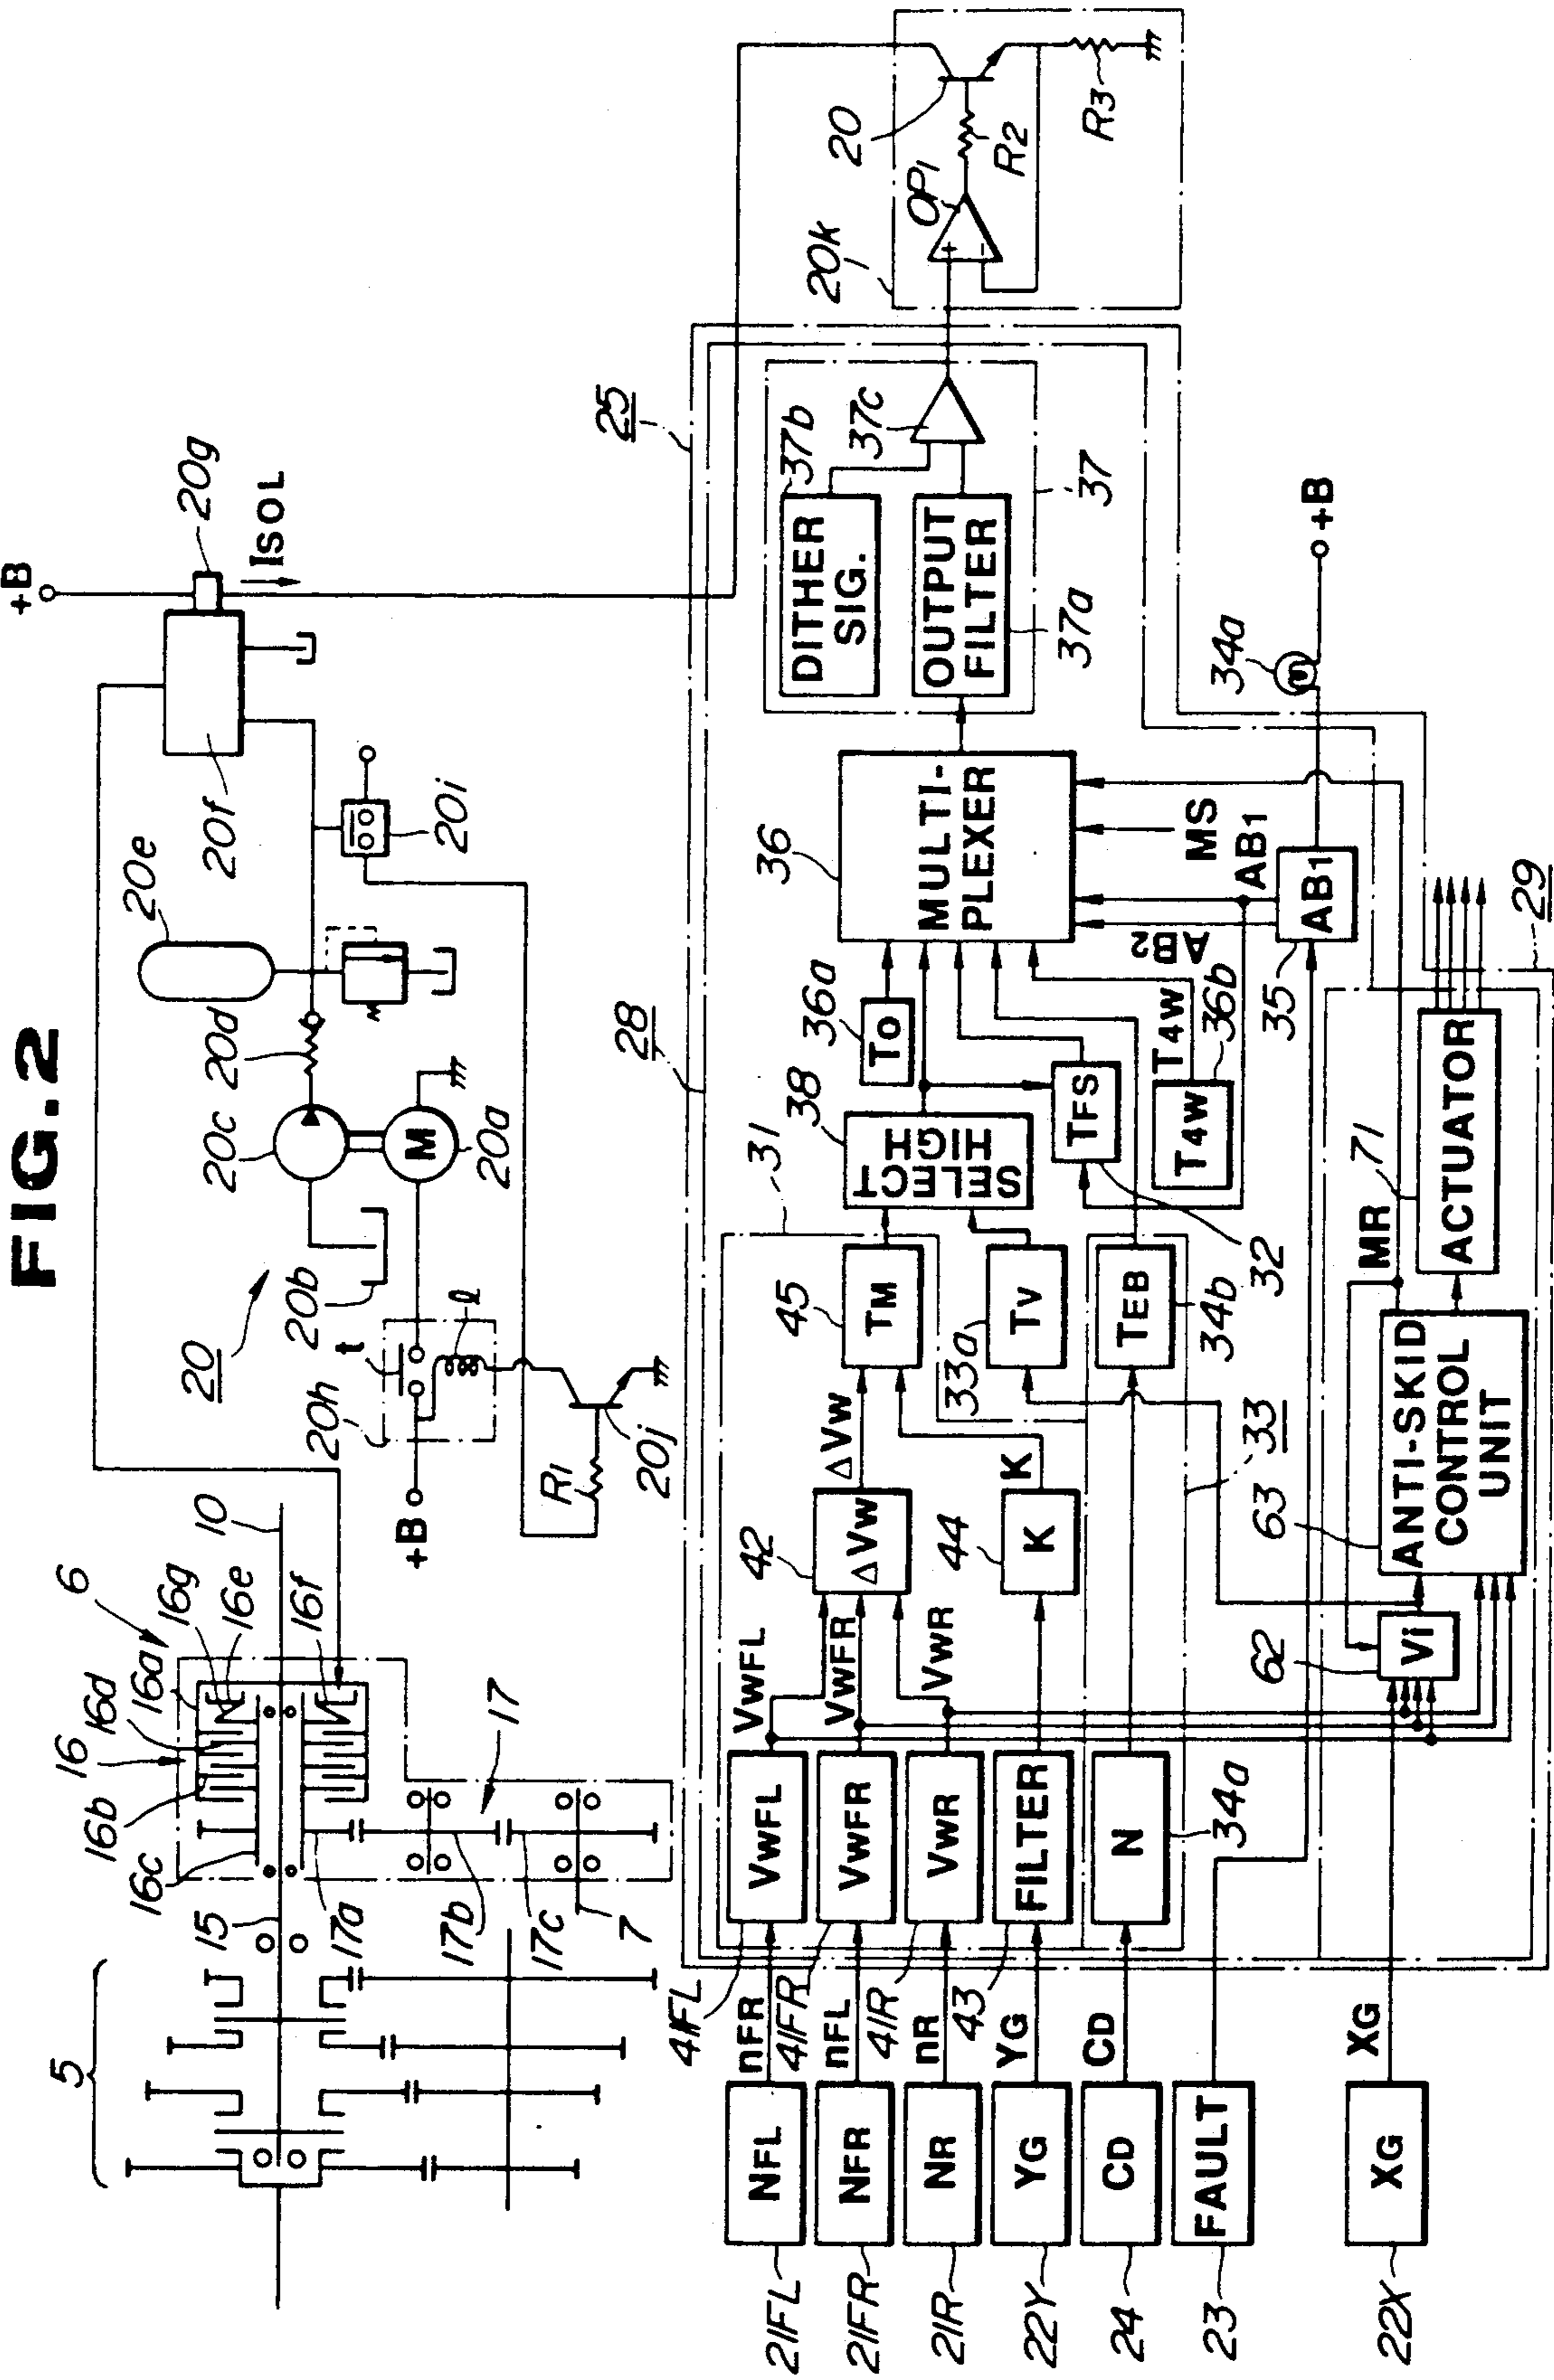 FIG.2
5
15
10
6
16
16a
16b
16c
16d
16e
16f
16g
17
17a
17b
17c
7
20
20a
20b
20c
20d
20e
20f
20g
20h
20i
20j
t
l
M
R1
+B
+B
ISOL
20k
20
OP1
+
−
R2
R3
25
28
31
38
36
36a
36b
37
37a
37b
37c
DITHER
SIG.
OUTPUT
FILTER
MULTI-
PLEXER
To
SELECT
HIGH
TFS
T4W
T4W
MS
AB1
AB2
AB1
35
34a
+B
45
TM
33a
TV
TEB
34b
32
33
42
ΔVW
ΔVW
44
K
K
VWFL
VWFR
VWR
VWFL
VWFR
VWR
FILTER
N
34a
41FL
41FR
41R
43
nFR
nFL
nR
YG
CD
XG
NFL
NFR
NR
YG
CD
FAULT
XG
21FL
21FR
21R
22Y
24
23
22X
62
Vi
63
ANTI-SKID
CONTROL
UNIT
MR
71
ACTUATOR
29